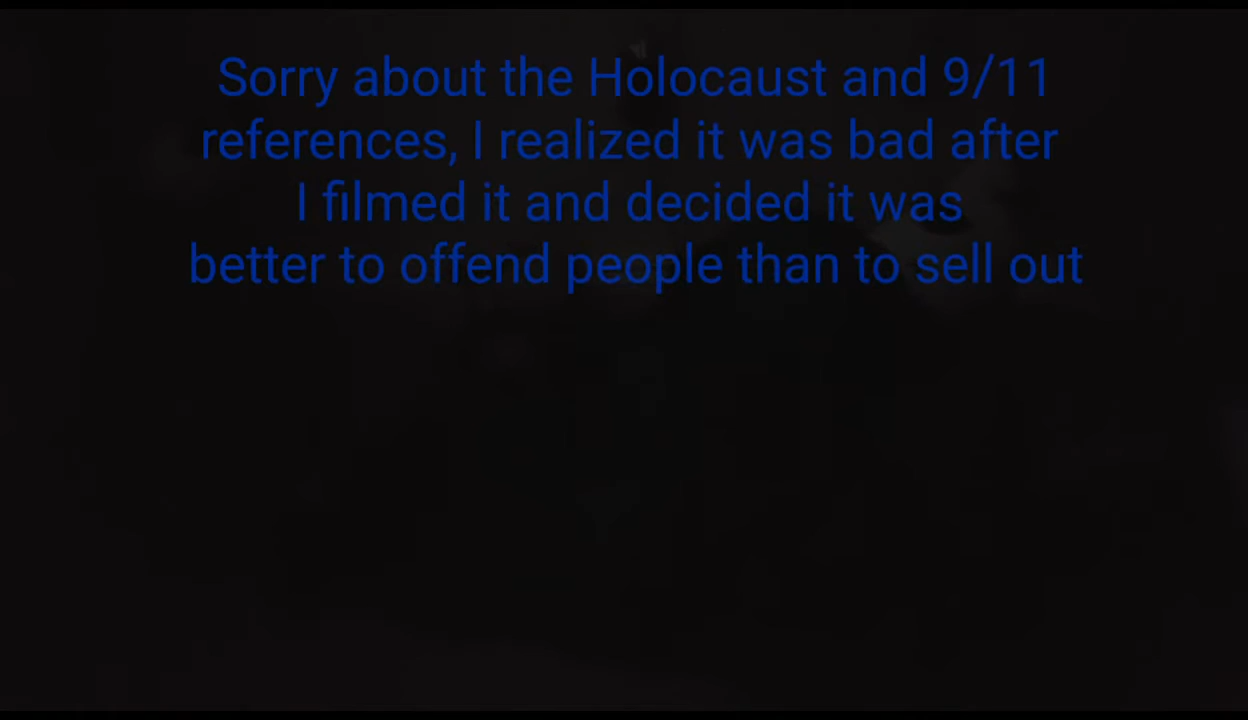 Sorry about the Holocaust and 9/11
references, I realized it was bad after
I filmed it and decided it was
better to offend people than to sell out